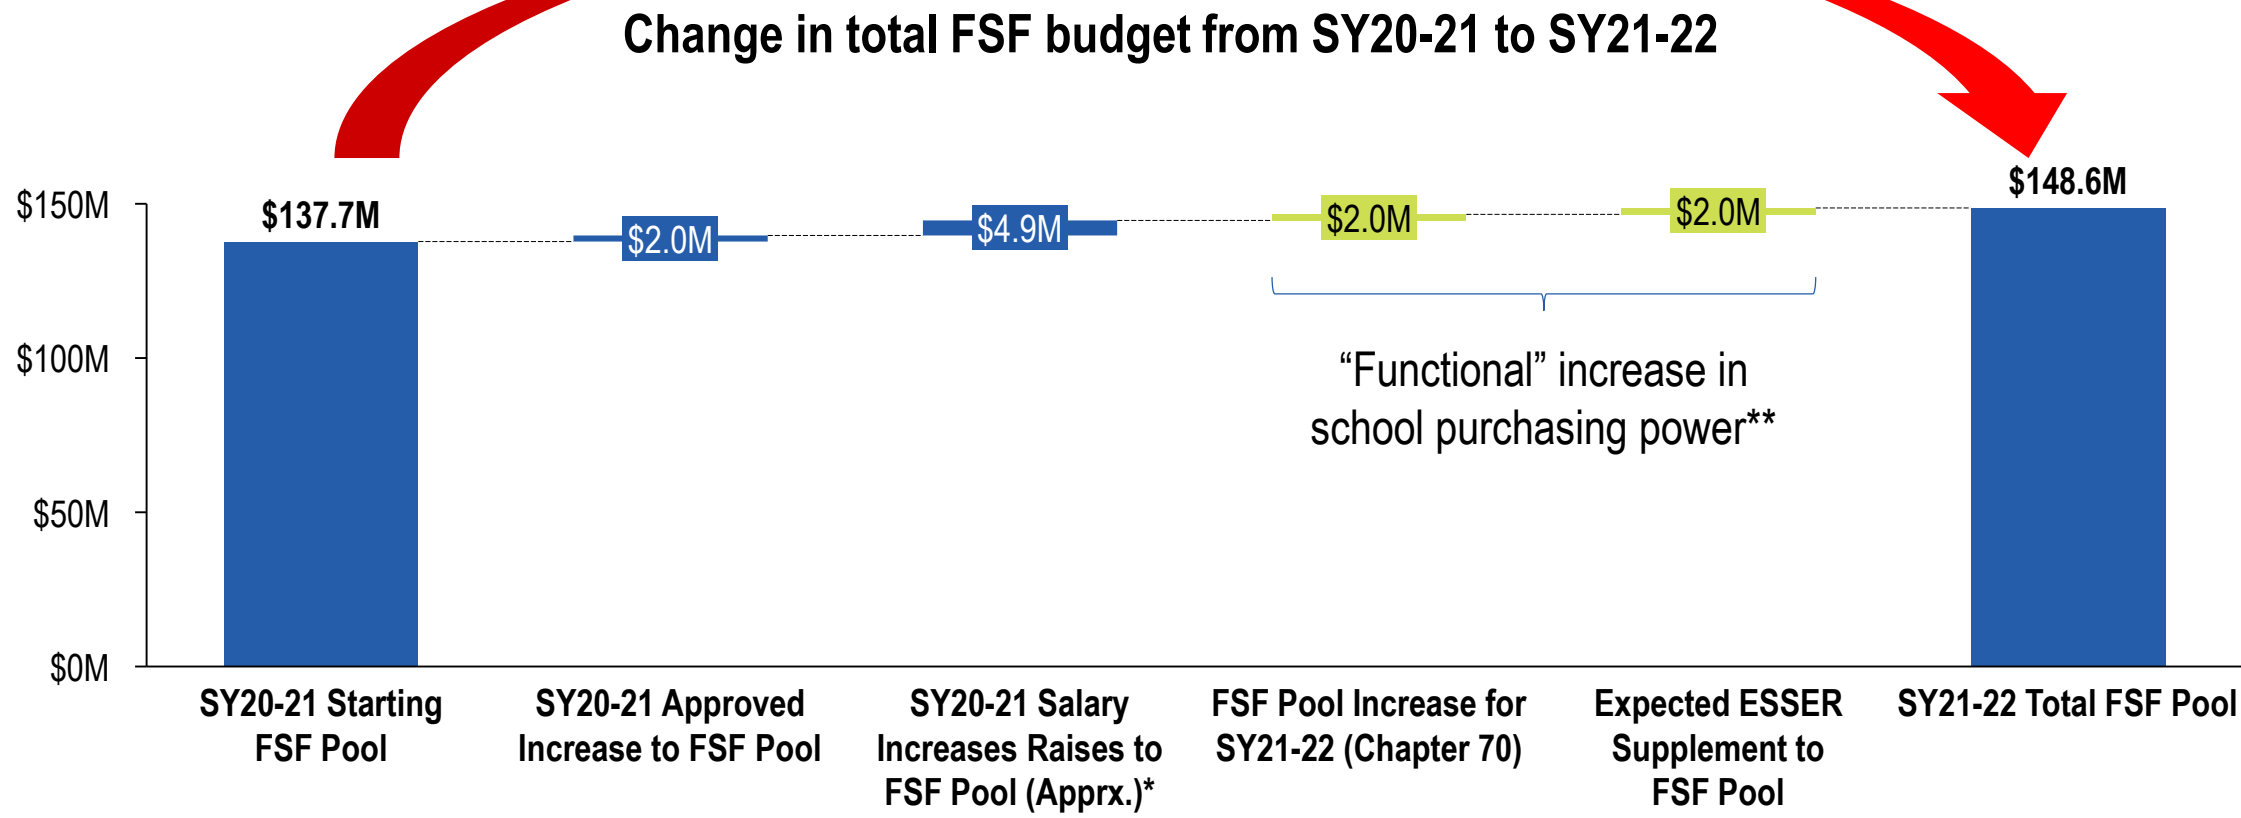 Change in total FSF budget from SY20-21 to SY21-22
$150M
$100M
$50M
$0M
$137.7M
$2.0M
$4.9M
$2.0M
$2.0M
$148.6M
“Functional” increase in
school purchasing power**
SY20-21 Starting
FSF Pool
SY20-21 Approved
Increase to FSF Pool
SY20-21 Salary
Increases Raises to
FSF Pool (Apprx.)*
FSF Pool Increase for
SY21-22 (Chapter 70)
Expected ESSER
Supplement to
FSF Pool
SY21-22 Total FSF Pool